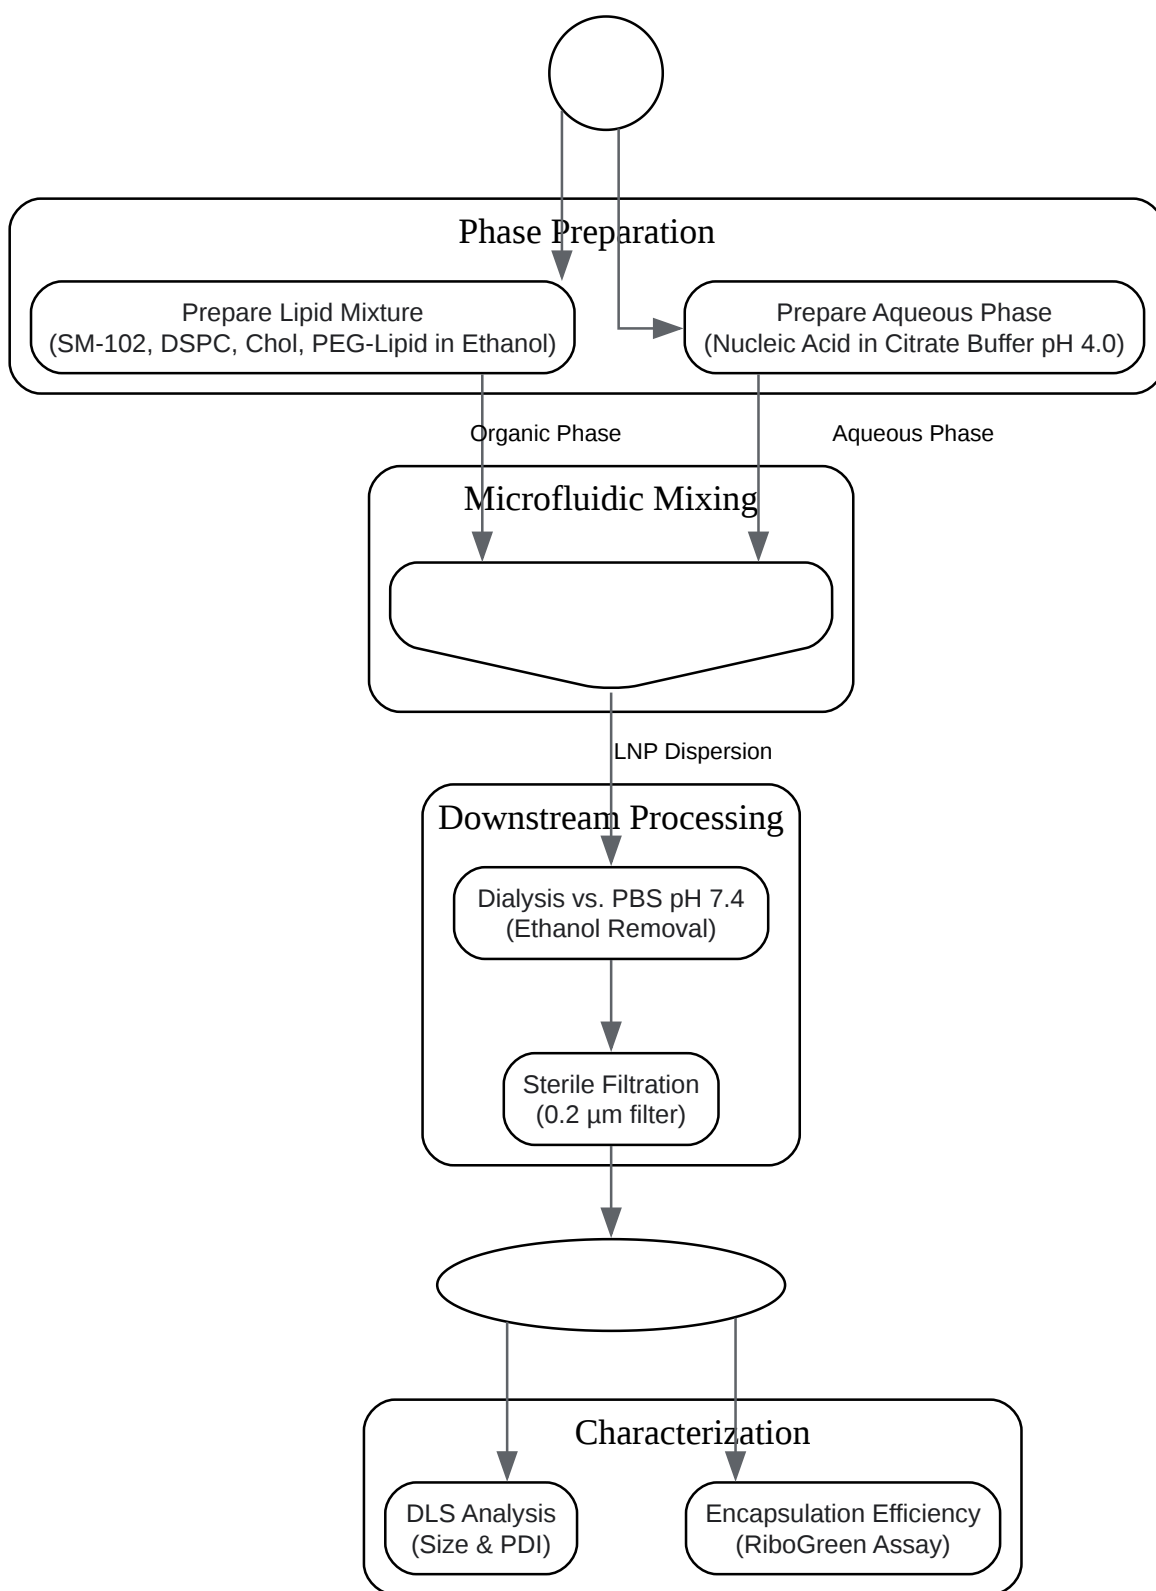 Phase Preparation
Prepare Lipid Mixture
(SM-102, DSPC, Chol, PEG-Lipid in Ethanol)
Prepare Aqueous Phase
(Nucleic Acid in Citrate Buffer pH 4.0)
Organic Phase
Aqueous Phase
Microfluidic Mixing
LNP Dispersion
Downstream Processing
Dialysis vs. PBS pH 7.4
(Ethanol Removal)
Sterile Filtration
(0.2 µm filter)
Characterization
DLS Analysis
(Size & PDI)
Encapsulation Efficiency
(RiboGreen Assay)